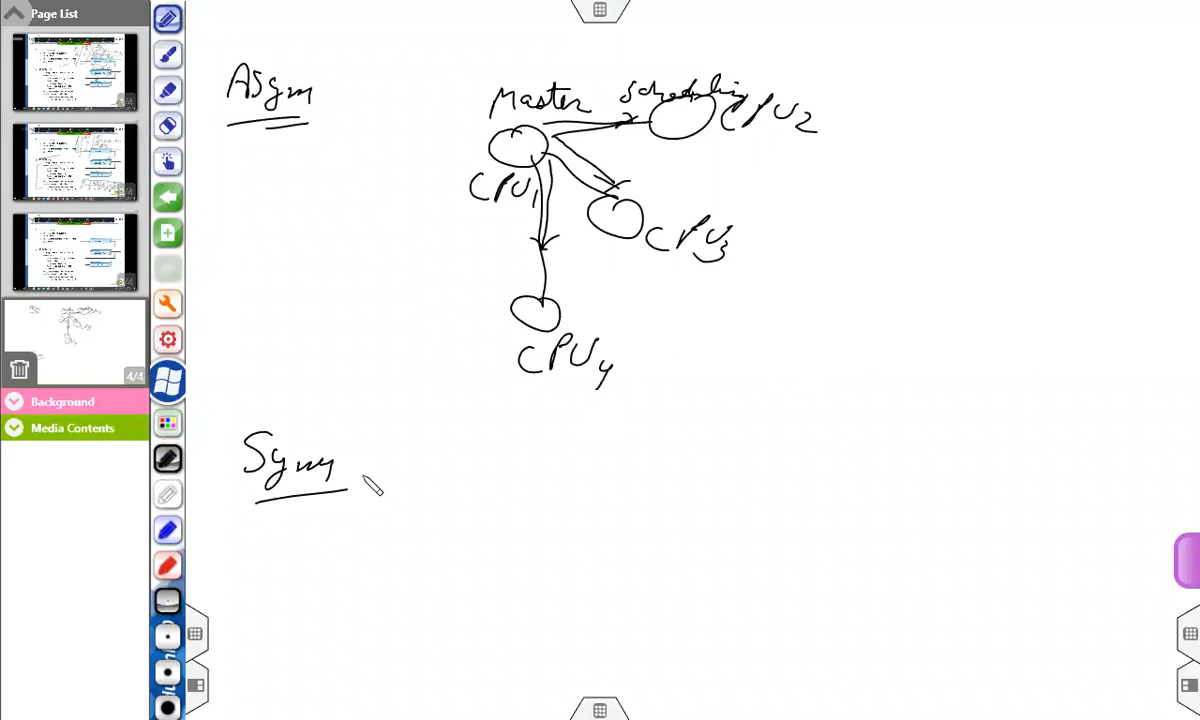 Page List
Asym
Master scheduling
CPU2
CPU1
CPU3
CPU4
4/4
Background
Media Contents
Sym